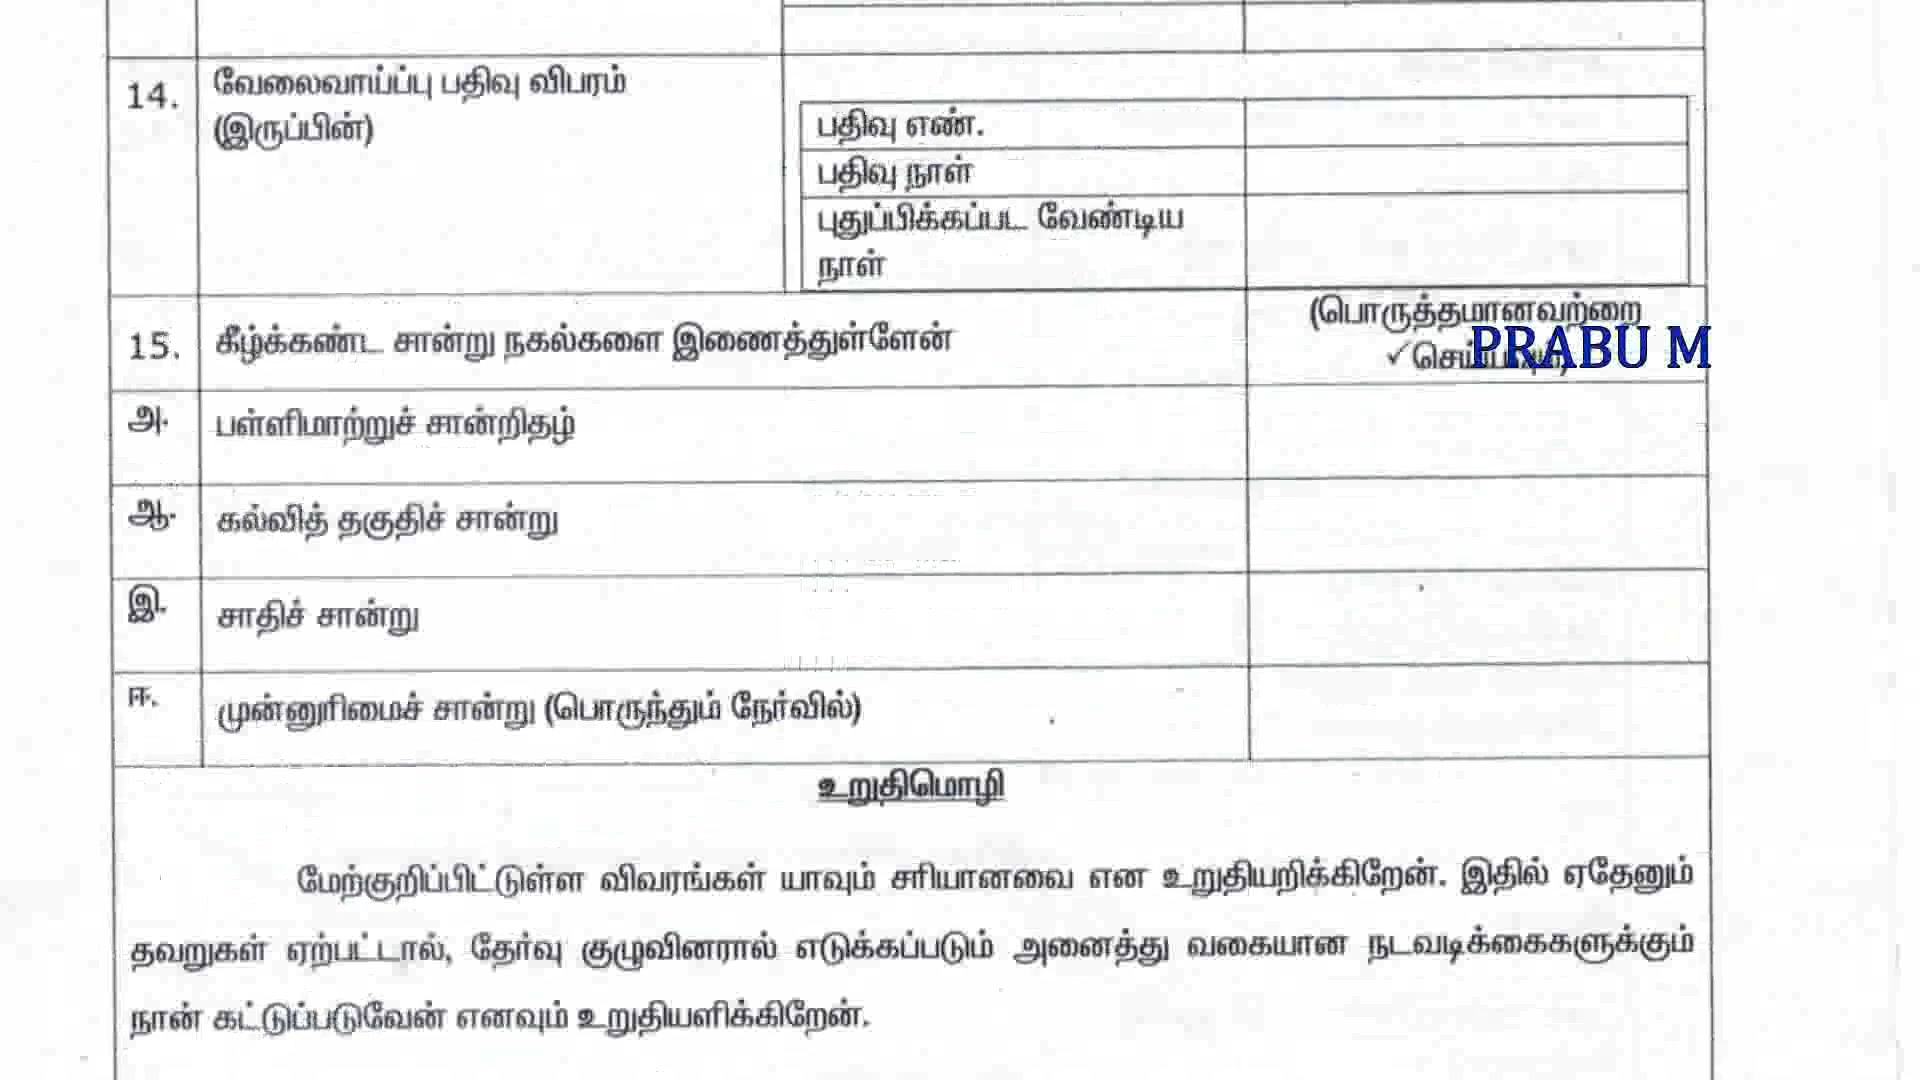 14.
வேலைவாய்ப்பு பதிவு விபரம்
(இருப்பின்)
பதிவு எண்.
பதிவு நாள்
புதுப்பிக்கப்பட வேண்டிய
நாள்
15.
கீழ்க்கண்ட சான்று நகல்களை இணைத்துள்ளேன்
(பொருத்தமானவற்றை
PRABU M
அ.
பள்ளிமாற்றுச் சான்றிதழ்
ஆ.
கல்வித் தகுதிச் சான்று
இ.
சாதிச் சான்று
ஈ.
முன்னுரிமைச் சான்று (பொருந்தும் நேர்வில்)
உறுதிமொழி
மேற்குறிப்பிட்டுள்ள விவரங்கள் யாவும் சரியானவை என உறுதியறிக்கிறேன். இதில் ஏதேனும்
தவறுகள் ஏற்பட்டால், தேர்வு குழுவினரால் எடுக்கப்படும் அனைத்து வகையான நடவடிக்கைகளுக்கும்
நான் கட்டுப்படுவேன் எனவும் உறுதியளிக்கிறேன்.